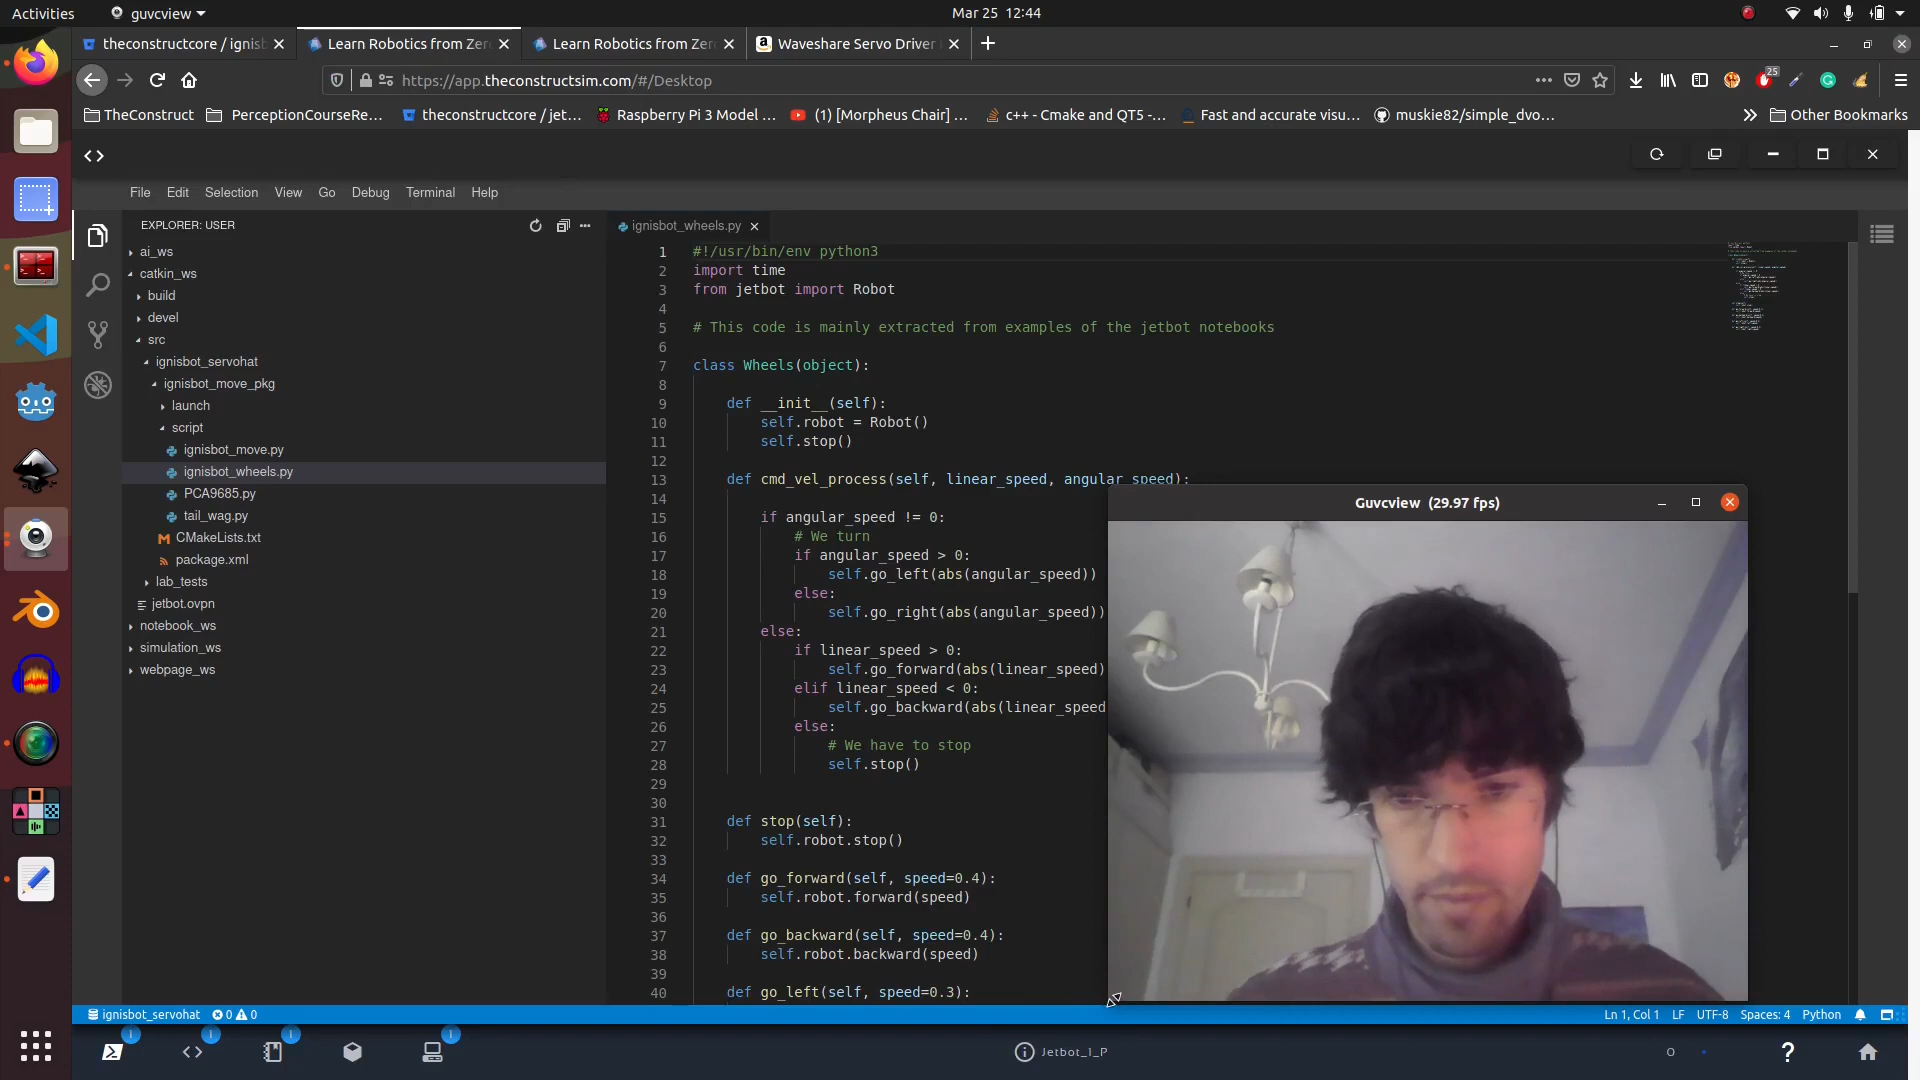 Activities
guvcview
Mar 25 12:44
theconstructcore / ignis
Learn Robotics from Zer
Learn Robotics from Zer
Waveshare Servo Driver
https://app.theconstructsim.com/#/Desktop
25
TheConstruct
PerceptionCourseRe...
theconstructcore / jet...
Raspberry Pi 3 Model ...
(1) [Morpheus Chair] ...
c++ - Cmake and QT5 -...
Fast and accurate visu...
muskie82/simple_dvo...
Other Bookmarks
File Edit Selection View Go Debug Terminal Help
EXPLORER: USER
ai_ws
catkin_ws
build
devel
src
ignisbot_servohat
ignisbot_move_pkg
launch
script
ignisbot_move.py
ignisbot_wheels.py
PCA9685.py
tail_wag.py
CMakeLists.txt
package.xml
lab_tests
jetbot.ovpn
notebook_ws
simulation_ws
webpage_ws
ignisbot_wheels.py
1 #!/usr/bin/env python3
2 import time
3 from jetbot import Robot
4
5 # This code is mainly extracted from examples of the jetbot notebooks
6
7 class Wheels(object):
8
9 def __init__(self):
10 self.robot = Robot()
11 self.stop()
12
13 def cmd_vel_process(self, linear_speed, angular_speed):
14
15 if angular_speed != 0:
16 # We turn
17 if angular_speed > 0:
18 self.go_left(abs(angular_speed))
19 else:
20 self.go_right(abs(angular_speed))
21 else:
22 if linear_speed > 0:
23 self.go_forward(abs(linear_speed)
24 elif linear_speed < 0:
25 self.go_backward(abs(linear_speed
26 else:
27 # We have to stop
28 self.stop()
29
30
31 def stop(self):
32 self.robot.stop()
33
34 def go_forward(self, speed=0.4):
35 self.robot.forward(speed)
36
37 def go_backward(self, speed=0.4):
38 self.robot.backward(speed)
39
40 def go_left(self, speed=0.3):
Guvcview (29.97 fps)
ignisbot_servohat 0 0
Ln 1, Col 1 LF UTF-8 Spaces: 4 Python
Jetbot_1_P